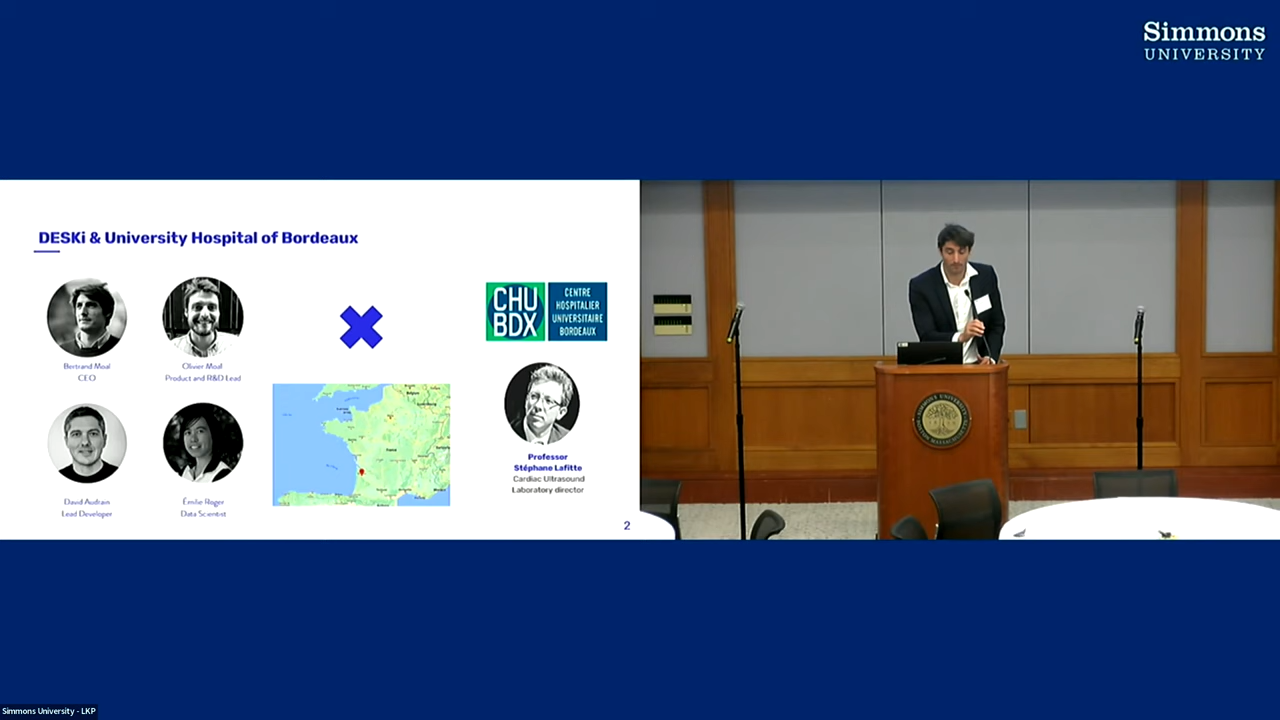 Simmons
UNIVERSITY
DESKi & University Hospital of Bordeaux
Bertrand Moal
CEO
Olivier Moal
Product and R&D Lead
David Audrain
Lead Developer
Émilie Roger
Data Scientist
CHU
BDX
CENTRE
HOSPITALIER
UNIVERSITAIRE
BORDEAUX
Professor
Stéphane Lafitte
Cardiac Ultrasound
Laboratory director
2
Simmons University - LKP